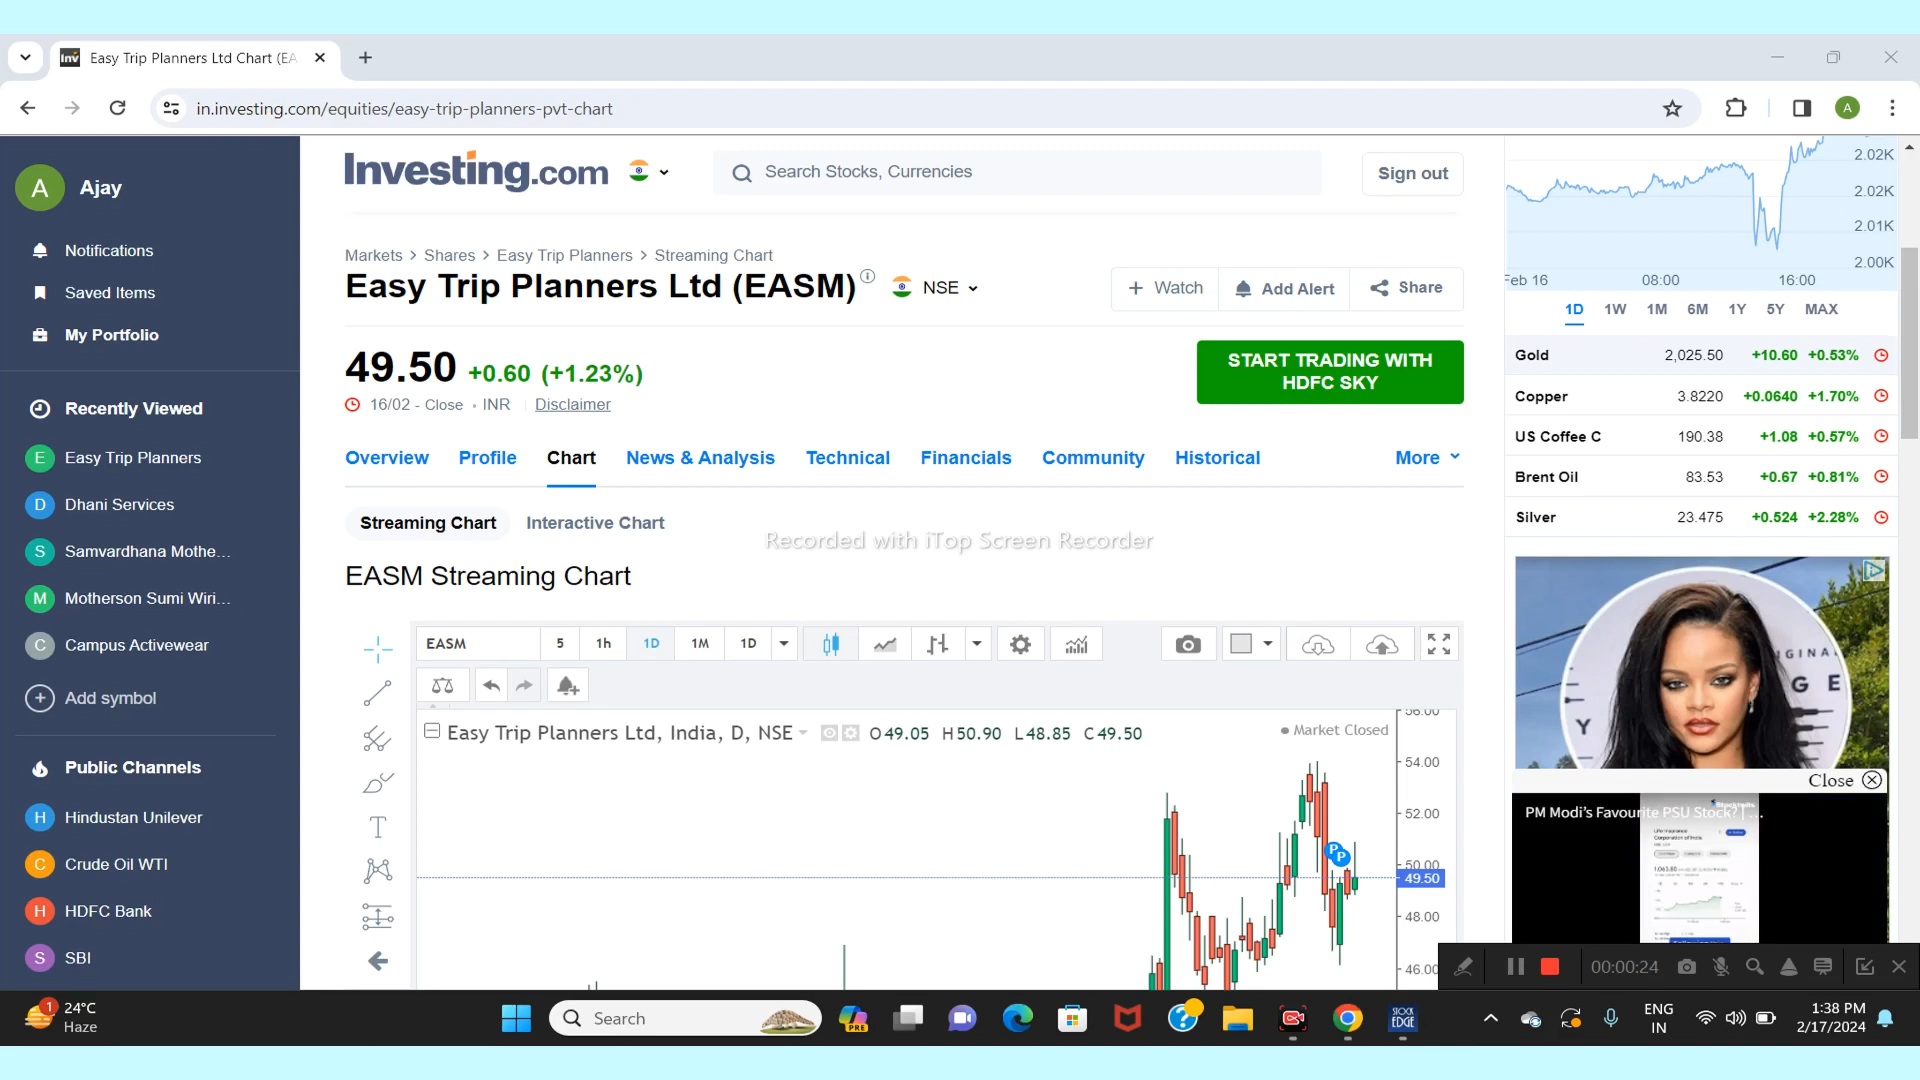 Easy Trip Planners Ltd Chart (EA
in.investing.com/equities/easy-trip-planners-pvt-chart
A
A
Ajay
Notifications
Saved Items
My Portfolio
Recently Viewed
E Easy Trip Planners
D Dhani Services
S Samvardhana Mothe...
M Motherson Sumi Wiri...
C Campus Activewear
Add symbol
Public Channels
H Hindustan Unilever
C Crude Oil WTI
H HDFC Bank
S SBI
Investing.com
Search Stocks, Currencies
Sign out
Markets > Shares > Easy Trip Planners > Streaming Chart
Easy Trip Planners Ltd (EASM)
NSE
+ Watch
Add Alert
Share
49.50 +0.60 (+1.23%)
16/02 - Close • INR
Disclaimer
START TRADING WITH
HDFC SKY
Overview Profile Chart News & Analysis Technical Financials Community Historical More
Streaming Chart Interactive Chart
Recorded with iTop Screen Recorder
EASM Streaming Chart
EASM 5 1h 1D 1M 1D
Easy Trip Planners Ltd, India, D, NSE O49.05 H50.90 L48.85 C49.50
Market Closed
56.00
54.00
52.00
50.00
49.50
48.00
46.00
P
P
2.02K
2.02K
2.01K
2.00K
Feb 16 08:00 16:00
1D 1W 1M 6M 1Y 5Y MAX
Gold 2,025.50 +10.60 +0.53%
Copper 3.8220 +0.0640 +1.70%
US Coffee C 190.38 +1.08 +0.57%
Brent Oil 83.53 +0.67 +0.81%
Silver 23.475 +0.524 +2.28%
Close
PM Modi's Favourite PSU Stock? | ...
00:00:24
1
24°C
Haze
Search
PRE
STOCK
EDGE
ENG
IN
1:38 PM
2/17/2024